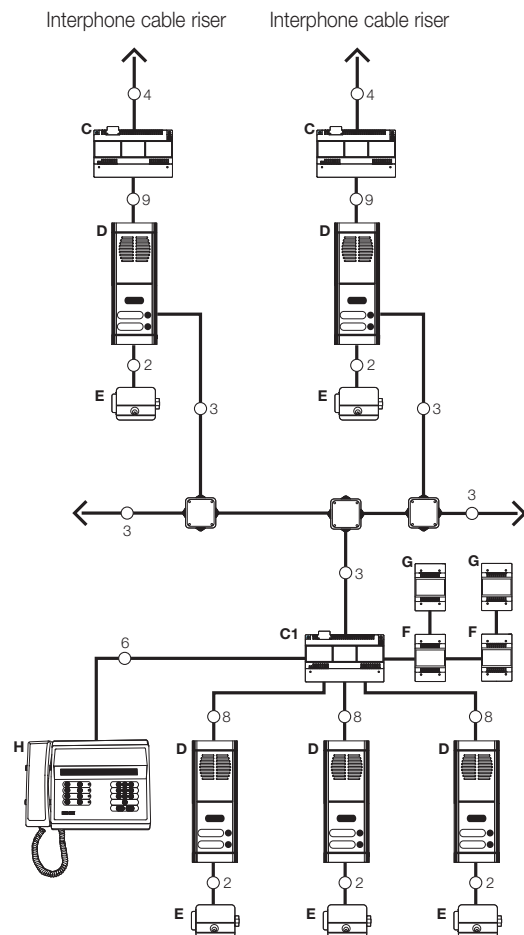 Interphone cable riser Interphone cable riser
4 4
C C
9 9
D D
2 2
E E
3 3
3 3
3
G G
C1 F F
6
8 8 8
H D D D
2 2 2
E E E